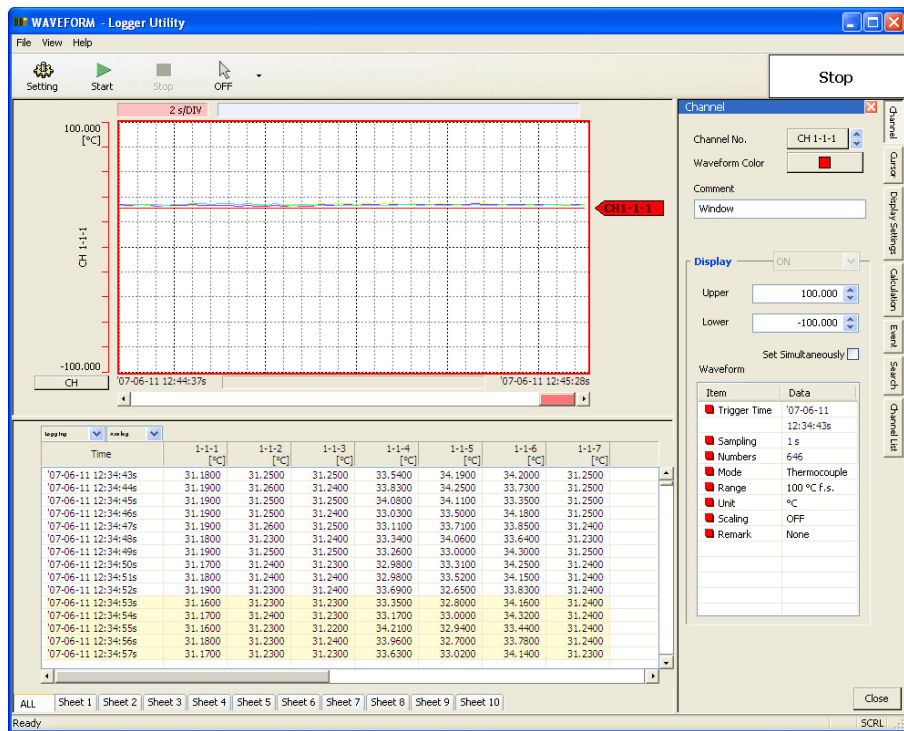 WAVEFORM - Logger Utility
File View Help
Setting Start Stop OFF
Stop
2 s/DIV
100.000
[°C]
CH 1-1-1
-100.000
CH
CH1-1-1
'07-06-11 12:44:37s '07-06-11 12:45:28s
Logging Analog
Time 1-1-1 1-1-2 1-1-3 1-1-4 1-1-5 1-1-6 1-1-7
[°C] [°C] [°C] [°C] [°C] [°C] [°C]
'07-06-11 12:34:43s 31.1800 31.2500 31.2500 33.5400 34.1900 34.2000 31.2500
'07-06-11 12:34:44s 31.1900 31.2600 31.2500 33.8300 34.2500 33.7300 31.2500
'07-06-11 12:34:45s 31.1900 31.2500 31.2500 34.0800 34.1100 33.3500 31.2500
'07-06-11 12:34:46s 31.1900 31.2500 31.2400 33.0300 33.5000 34.1800 31.2500
'07-06-11 12:34:47s 31.1900 31.2600 31.2500 33.1100 33.7100 33.8500 31.2400
'07-06-11 12:34:48s 31.1800 31.2300 31.2400 33.3400 34.0600 33.6400 31.2300
'07-06-11 12:34:49s 31.1900 31.2500 31.2500 33.2600 33.0000 34.3000 31.2500
'07-06-11 12:34:50s 31.1700 31.2400 31.2300 32.9800 33.3100 34.2500 31.2400
'07-06-11 12:34:51s 31.1800 31.2400 31.2400 32.9800 33.5200 34.1500 31.2400
'07-06-11 12:34:52s 31.1900 31.2300 31.2400 33.6900 32.6500 33.8300 31.2400
'07-06-11 12:34:53s 31.1600 31.2300 31.2300 33.3500 32.8000 34.1600 31.2400
'07-06-11 12:34:54s 31.1700 31.2400 31.2300 33.1700 33.0000 34.3200 31.2400
'07-06-11 12:34:55s 31.1600 31.2300 31.2200 34.2100 32.9400 33.4400 31.2400
'07-06-11 12:34:56s 31.1800 31.2300 31.2400 33.9600 32.7000 33.7800 31.2400
'07-06-11 12:34:57s 31.1700 31.2300 31.2300 33.6300 33.0200 34.1400 31.2300
ALL Sheet 1 Sheet 2 Sheet 3 Sheet 4 Sheet 5 Sheet 6 Sheet 7 Sheet 8 Sheet 9 Sheet 10
Channel
Channel No. CH 1-1-1
Waveform Color
Comment
Window
Display ON
Upper 100.000
Lower -100.000
Set Simultaneously
Waveform
Item Data
Trigger Time '07-06-11
12:34:43s
Sampling 1 s
Numbers 646
Mode Thermocouple
Range 100 °C f.s.
Unit °C
Scaling OFF
Remark None
Close
Channel
Cursor
Display Settings
Calculation
Event
Search
Channel List
Ready SCRL